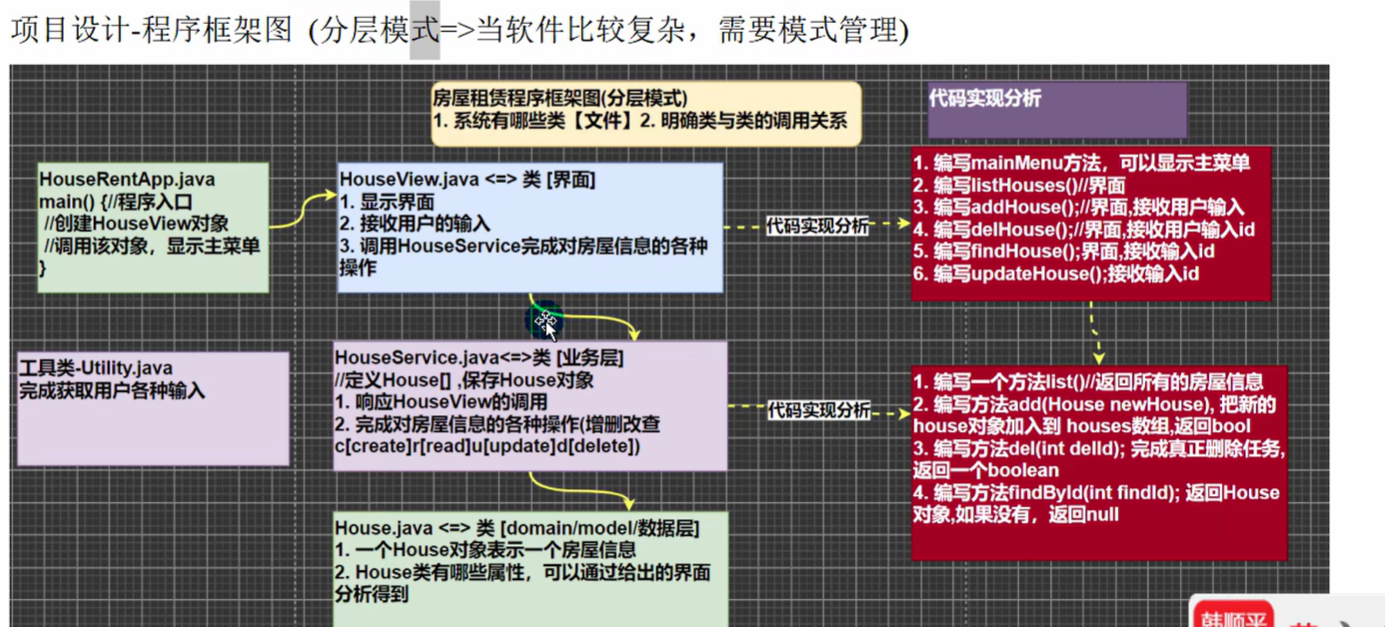 项目设计-程序框架图 (分层模式=>当软件比较复杂，需要模式管理)
房屋租赁程序框架图(分层模式)
1. 系统有哪些类【文件】2. 明确类与类的调用关系
代码实现分析
HouseRentApp.java
main() {//程序入口
//创建HouseView对象
//调用该对象，显示主菜单
}
HouseView.java <=> 类 [界面]
1. 显示界面
2. 接收用户的输入
3. 调用HouseService完成对房屋信息的各种
操作
代码实现分析
1. 编写mainMenu方法，可以显示主菜单
2. 编写listHouses()//界面
3. 编写addHouse();//界面,接收用户输入
4. 编写delHouse();//界面,接收用户输入id
5. 编写findHouse();界面,接收输入id
6. 编写updateHouse();接收输入id
工具类-Utility.java
完成获取用户各种输入
HouseService.java<=>类 [业务层]
//定义House[] ,保存House对象
1. 响应HouseView的调用
2. 完成对房屋信息的各种操作(增删改查
c[create]r[read]u[update]d[delete])
代码实现分析
1. 编写一个方法list()//返回所有的房屋信息
2. 编写方法add(House newHouse), 把新的
house对象加入到 houses数组,返回bool
3. 编写方法del(int delId); 完成真正删除任务,
返回一个boolean
4. 编写方法findById(int findId); 返回House
对象,如果没有，返回null
House.java <=> 类 [domain/model/数据层]
1. 一个House对象表示一个房屋信息
2. House类有哪些属性，可以通过给出的界面
分析得到
韩顺平